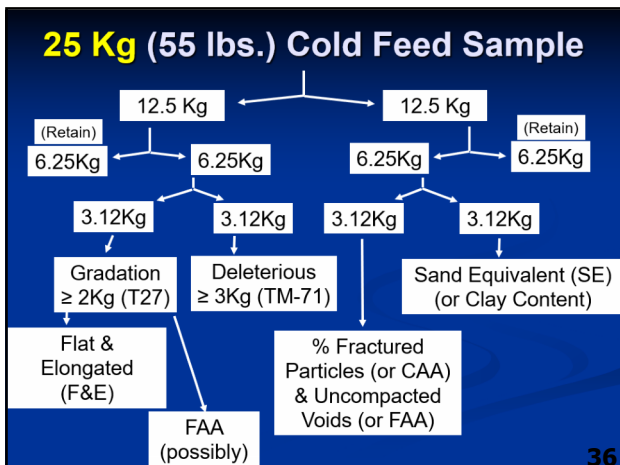 25 Kg (55 lbs.) Cold Feed Sample
12.5 Kg
12.5 Kg
(Retain)
6.25Kg
6.25Kg
6.25Kg
(Retain)
6.25Kg
3.12Kg
3.12Kg
3.12Kg
3.12Kg
Gradation
≥ 2Kg (T27)
Deleterious
≥ 3Kg (TM-71)
Sand Equivalent (SE)
(or Clay Content)
Flat &
Elongated
(F&E)
% Fractured
Particles (or CAA)
& Uncompacted
Voids (or FAA)
FAA
(possibly)
36